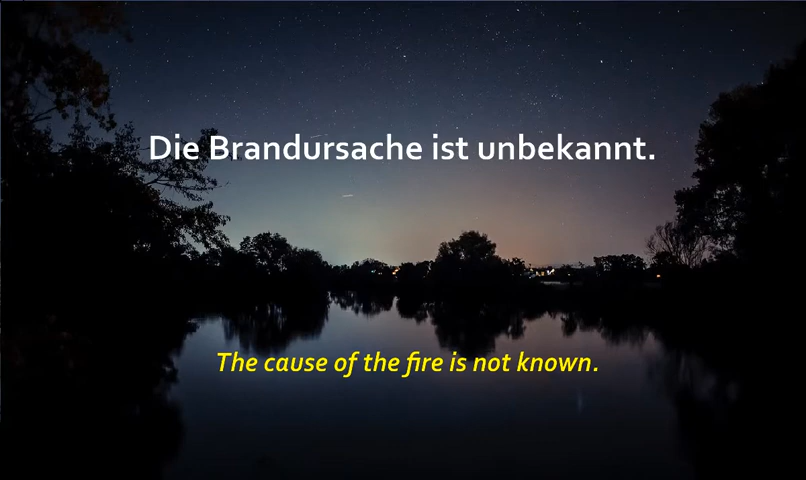 Die Brandursache ist unbekannt.
The cause of the fire is not known.